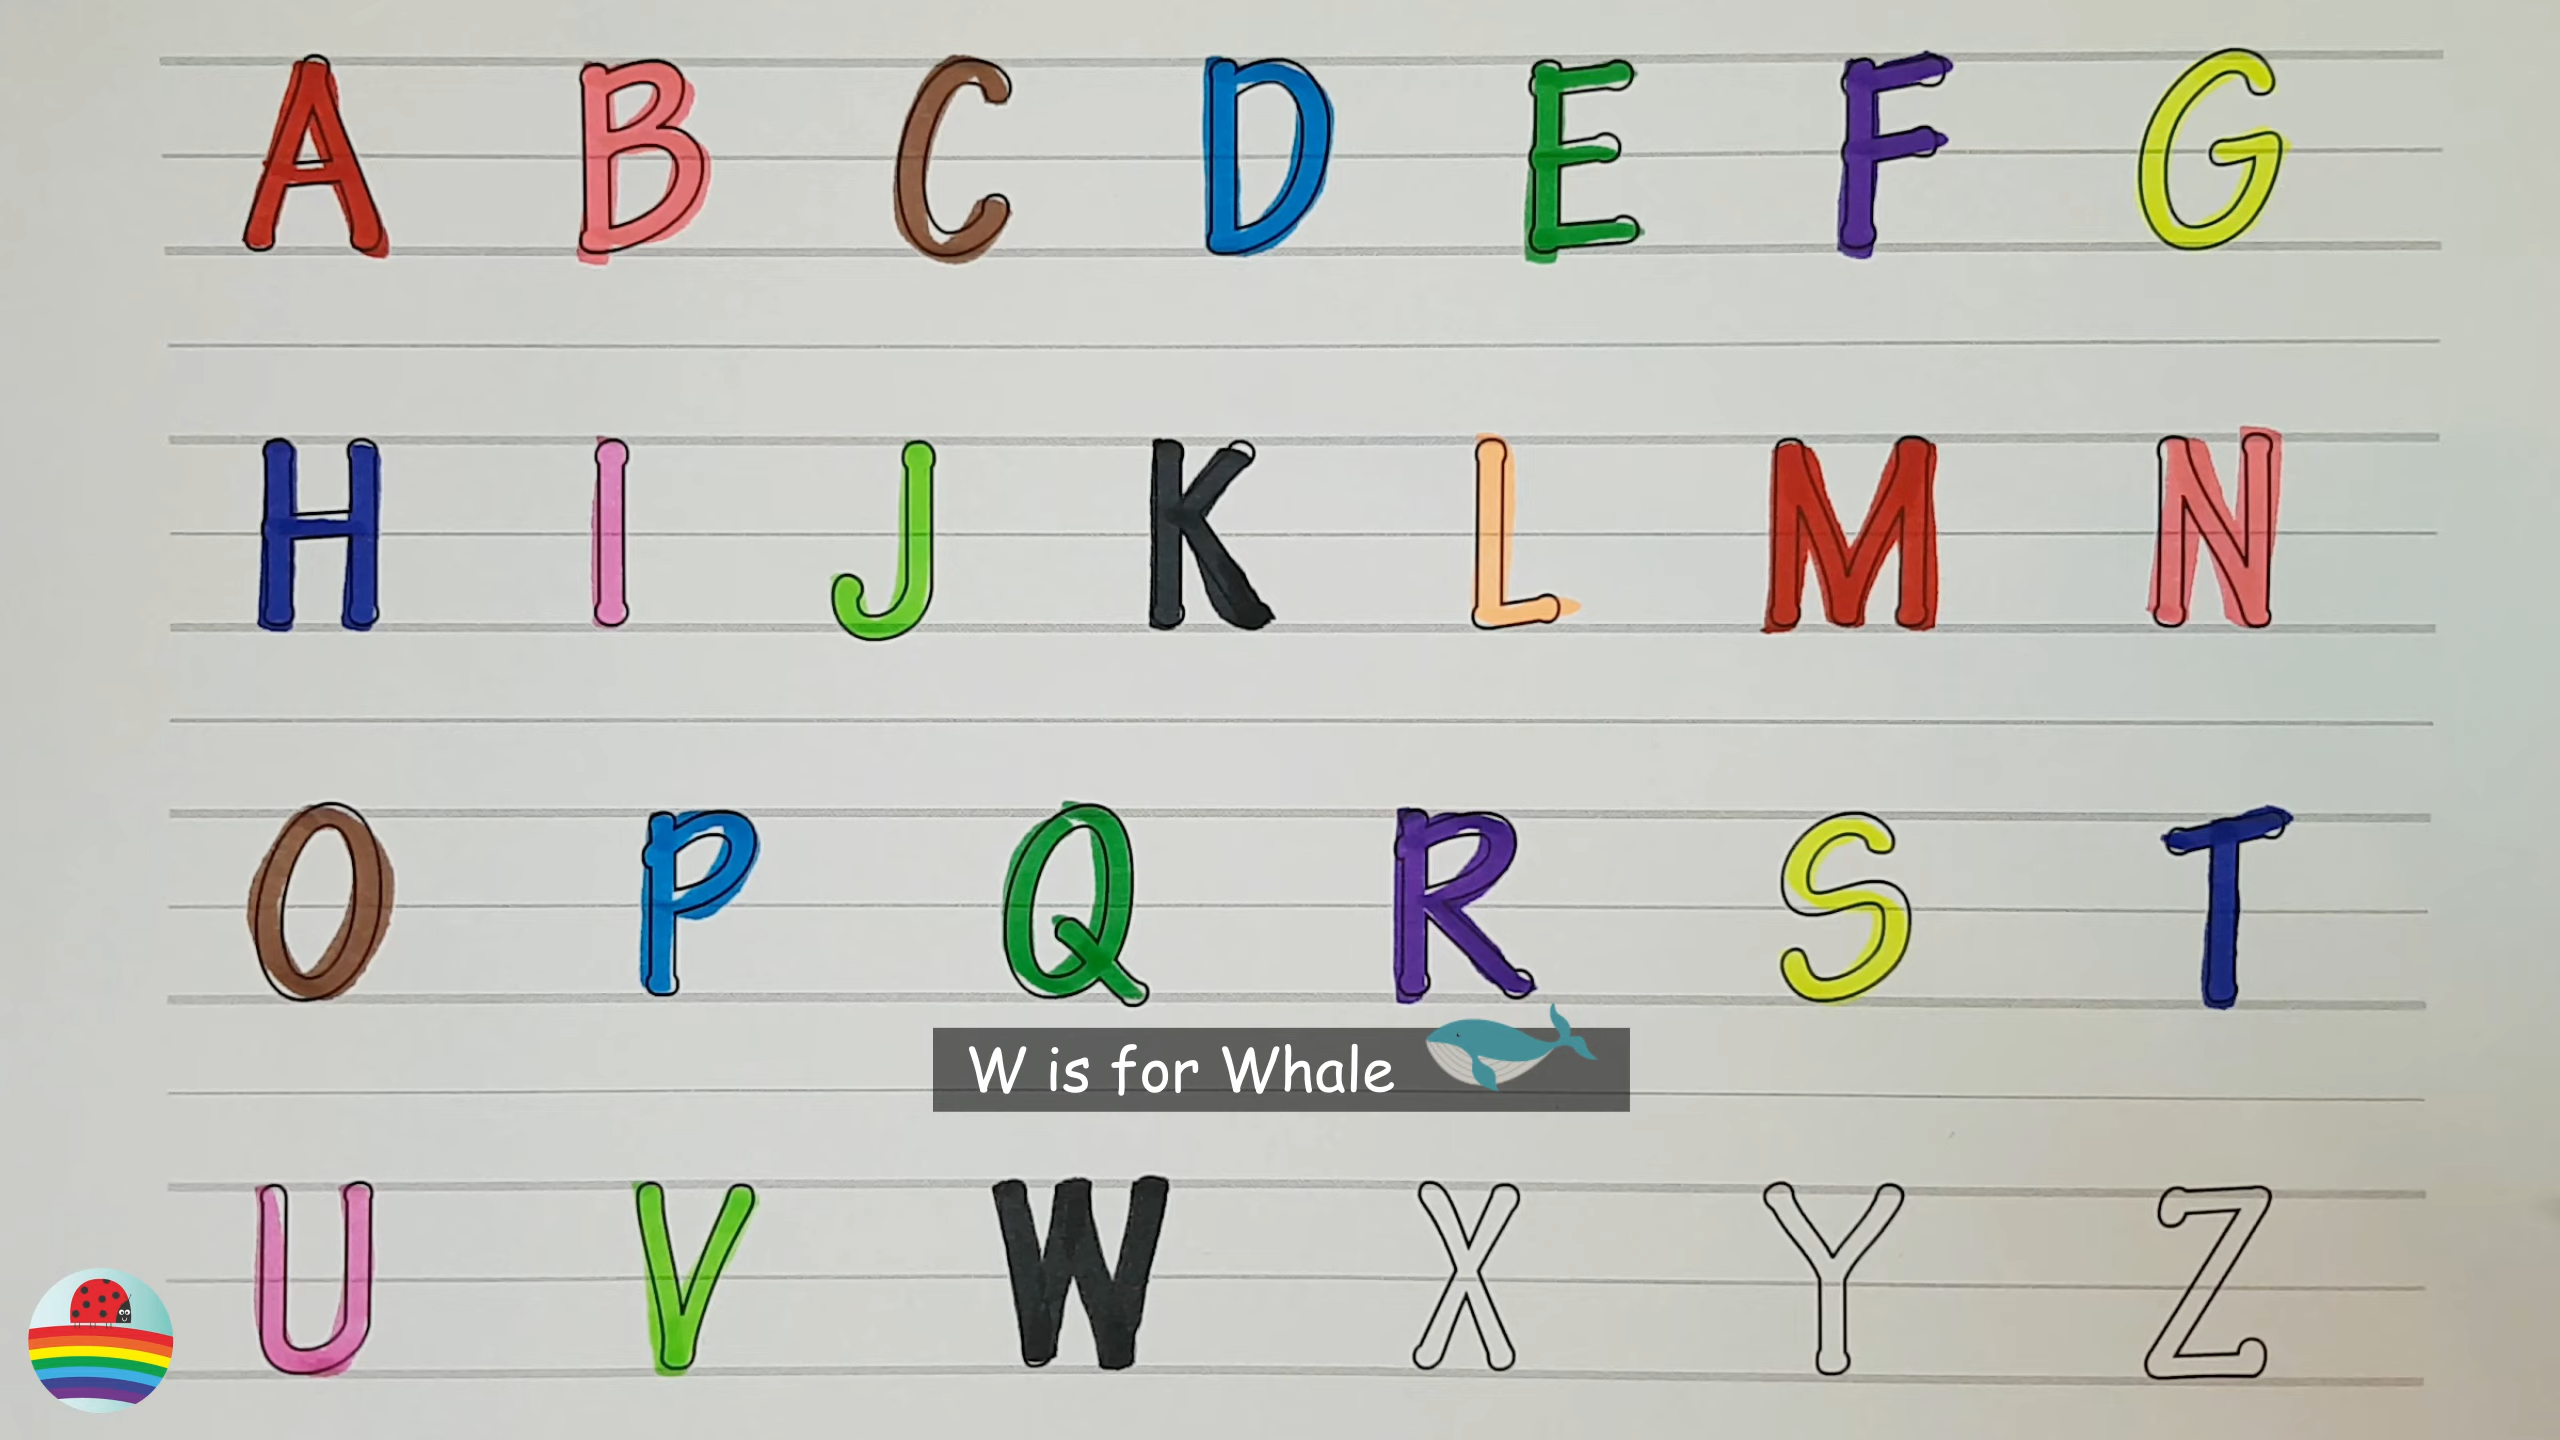 A B C D E F G
H I J K L M N
O P Q R S T
W is for Whale
U V W X Y Z